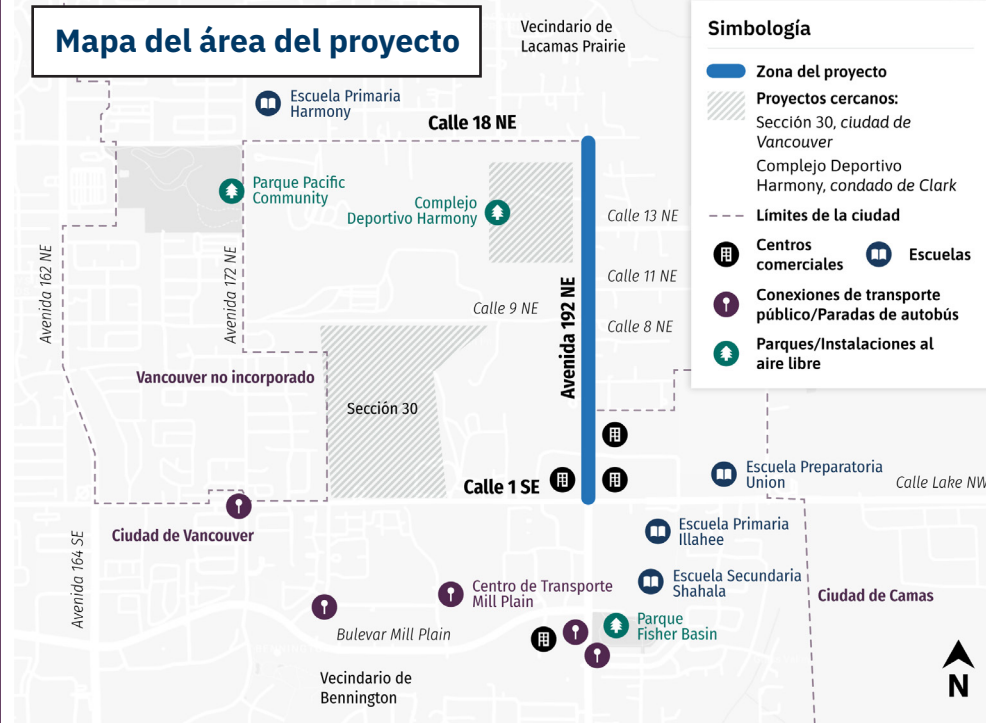 Mapa del área del proyecto
Vecindario de
Lacamas Prairie
Escuela Primaria
Harmony
Calle 18 NE
Parque Pacific
Community
Complejo
Deportivo Harmony
Calle 13 NE
Avenida 162 NE
Avenida 172 NE
Calle 11 NE
Calle 9 NE
Avenida 192 NE
Calle 8 NE
Vancouver no incorporado
Sección 30
Calle 1 SE
Escuela Preparatoria
Union
Calle Lake NW
Ciudad de Vancouver
Escuela Primaria
Illahee
Avenida 164 SE
Centro de Transporte
Mill Plain
Escuela Secundaria
Shahala
Ciudad de Camas
Bulevar Mill Plain
Parque
Fisher Basin
Vecindario de
Bennington
N
Simbología
Zona del proyecto
Proyectos cercanos:
Sección 30, ciudad de
Vancouver
Complejo Deportivo
Harmony, condado de Clark
Límites de la ciudad
Centros
comerciales
Escuelas
Conexiones de transporte
público/Paradas de autobús
Parques/Instalaciones al
aire libre